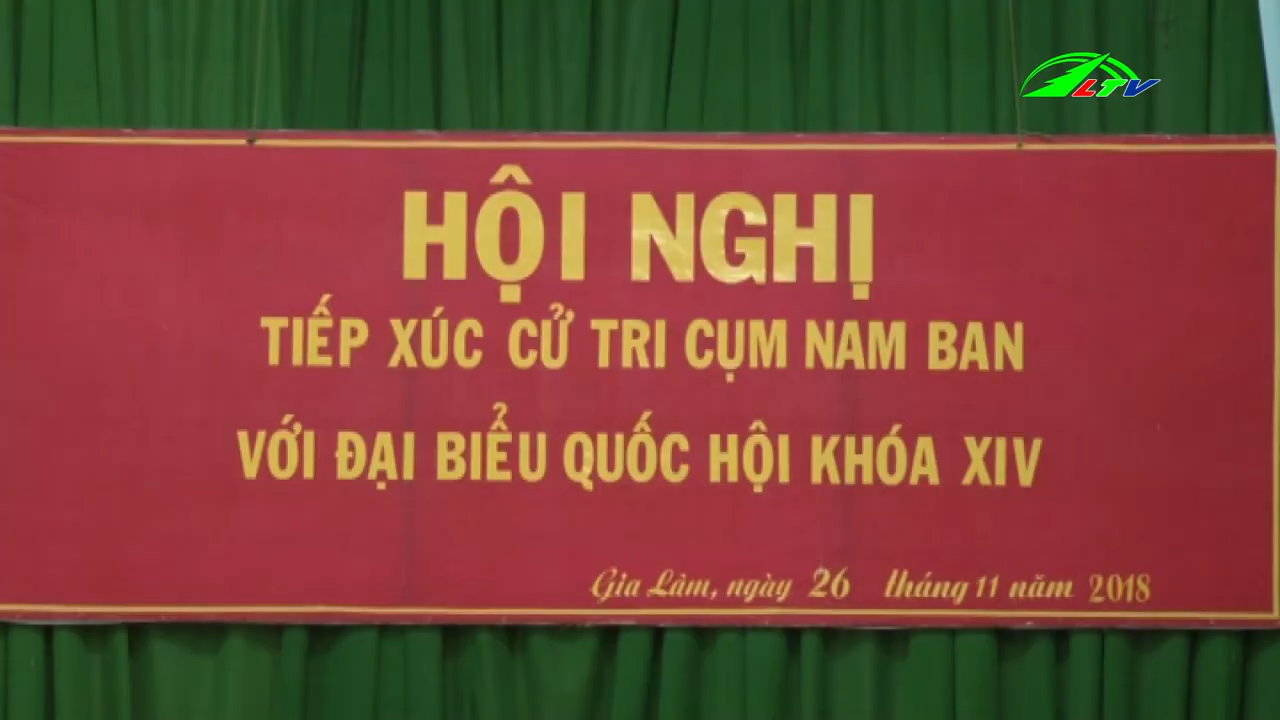 LTV
HỘI NGHỊ
TIẾP XÚC CỬ TRI CỤM NAM BAN
VỚI ĐẠI BIỂU QUỐC HỘI KHÓA XIV
Gia Lâm, ngày 26 tháng 11 năm 2018